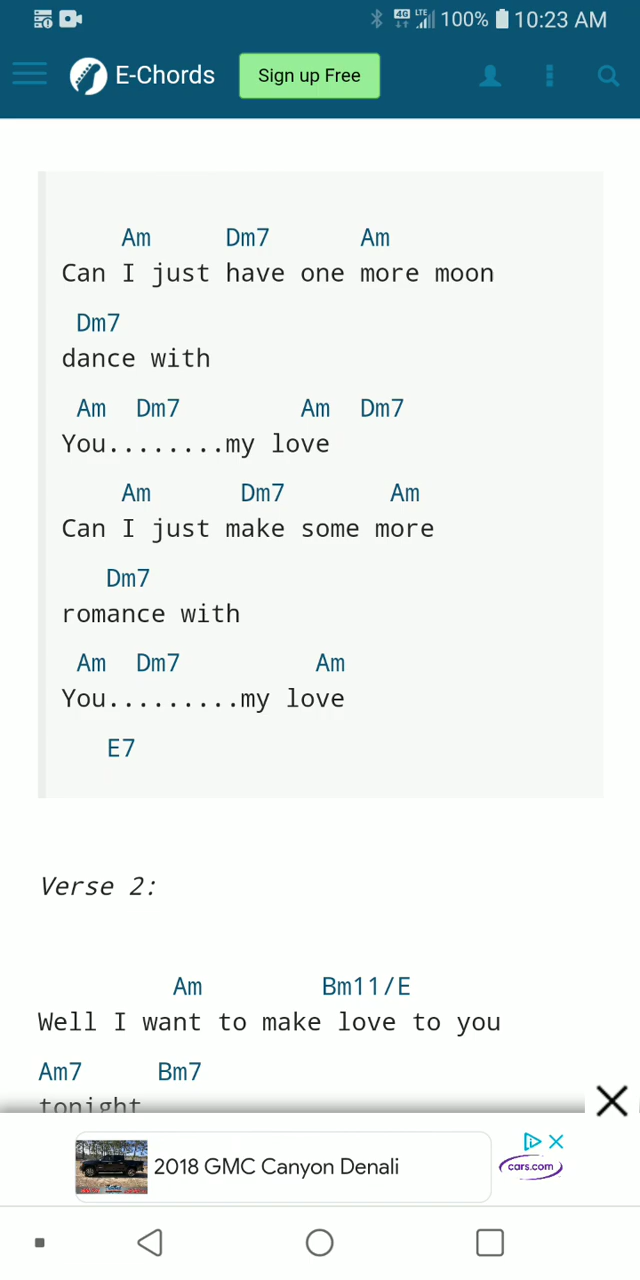 4G LTE 100% 10:23 AM
E-Chords Sign up Free
Am Dm7 Am
Can I just have one more moon
Dm7
dance with
Am Dm7 Am Dm7
You........my love
Am Dm7 Am
Can I just make some more
Dm7
romance with
Am Dm7 Am
You.........my love
E7
Verse 2:
Am Bm11/E
Well I want to make love to you
Am7 Bm7
tonight
2018 GMC Canyon Denali
cars.com